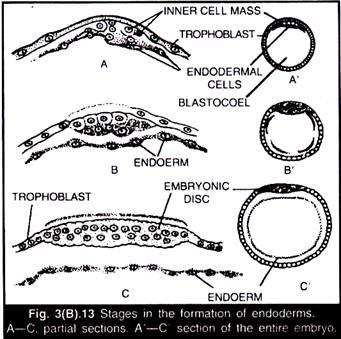 INNER CELL MASS
TROPHOBLAST
A
ENDODERMAL
CELLS
A'
BLASTOCOEL
B
ENDOERM
B'
TROPHOBLAST
EMBRYONIC
DISC
C
ENDOERM
C'
Fig. 3(B).13 Stages in the formation of endoderms.
A—C, partial sections. A'—C' section of the entire embryo.